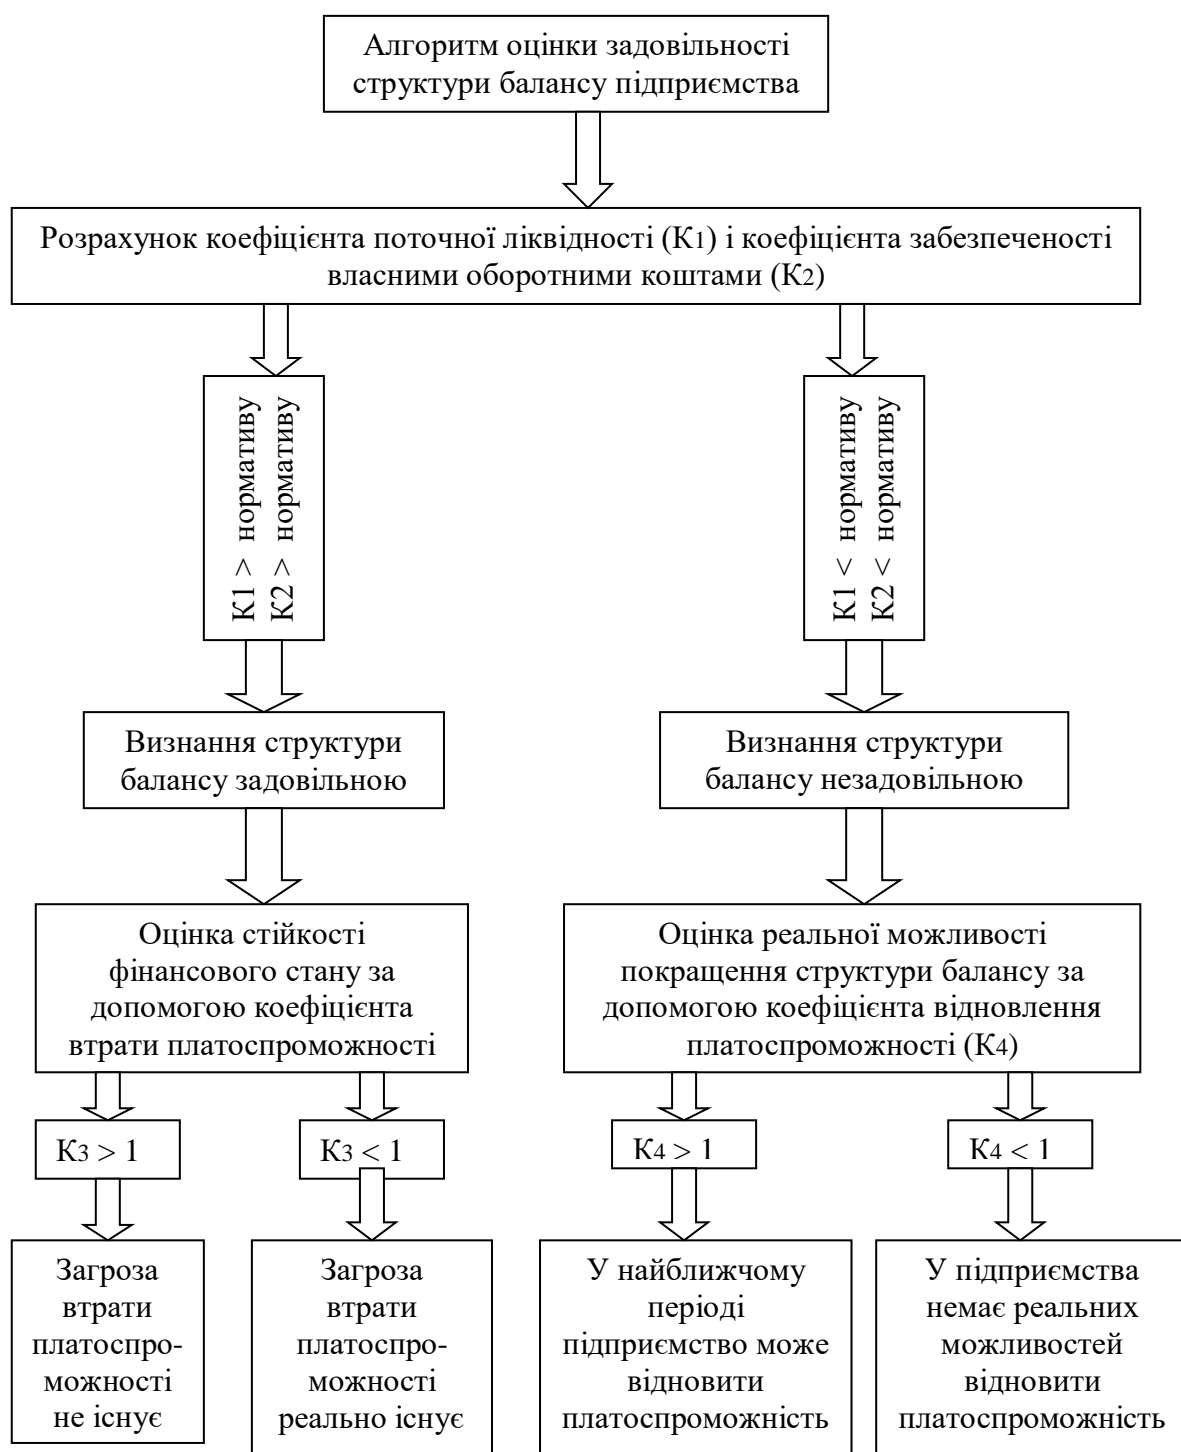 Алгоритм оцінки задовільності
структури балансу підприємства
Розрахунок коефіцієнта поточної ліквідності (К1) і коефіцієнта забезпеченості
власними оборотними коштами (К2)
К1 > нормативу
К2 > нормативу
К1 < нормативу
К2 < нормативу
Визнання структури
балансу задовільною
Визнання структури
балансу незадовільною
Оцінка стійкості
фінансового стану за
допомогою коефіцієнта
втрати платоспроможності
Оцінка реальної можливості
покращення структури балансу за
допомогою коефіцієнта відновлення
платоспроможності (К4)
К3 > 1
К3 < 1
К4 > 1
К4 < 1
Загроза
втрати
платоспро-
можності
не існує
Загроза
втрати
платоспро-
можності
реально існує
У найближчому
періоді
підприємство може
відновити
платоспроможність
У підприємства
немає реальних
можливостей
відновити
платоспроможність